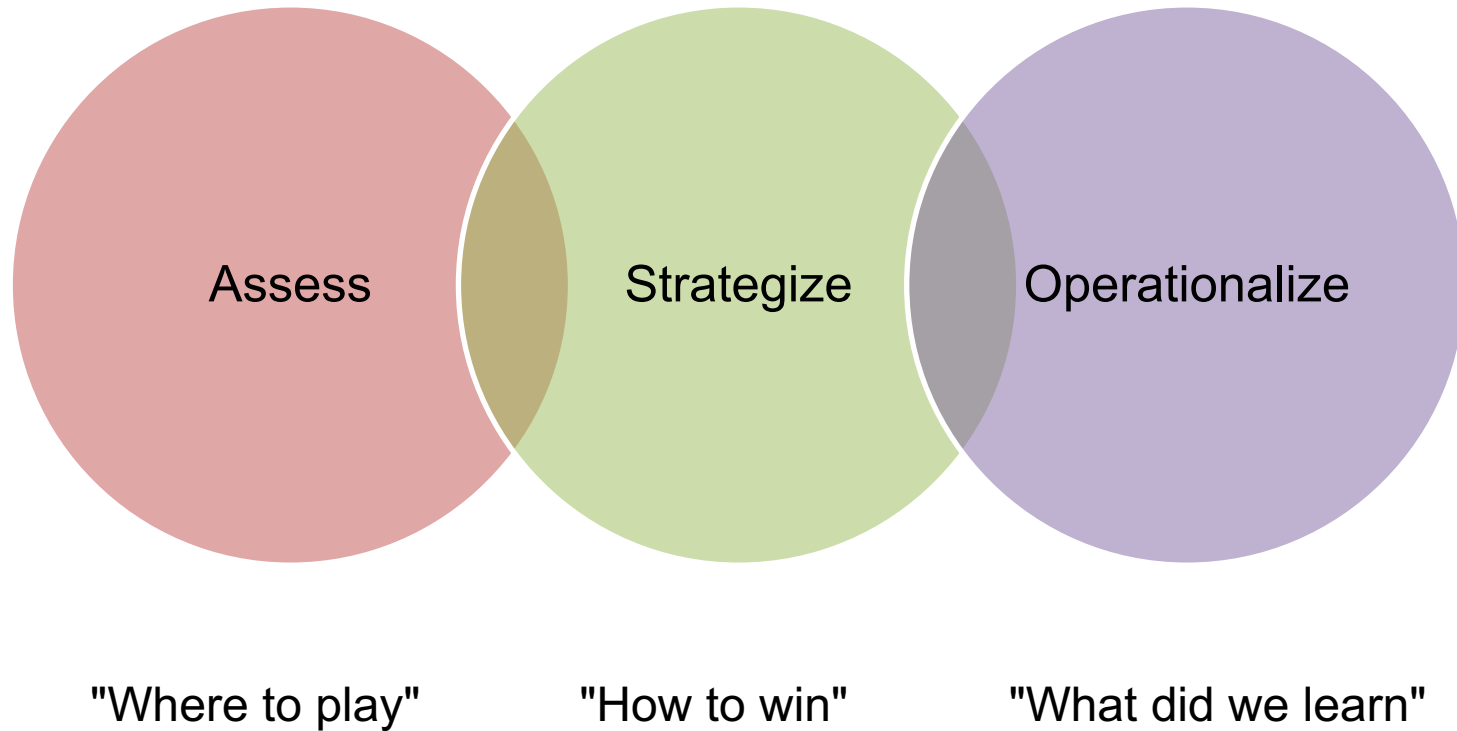 Assess
Strategize
Operationalize
"Where to play"
"How to win"
"What did we learn"